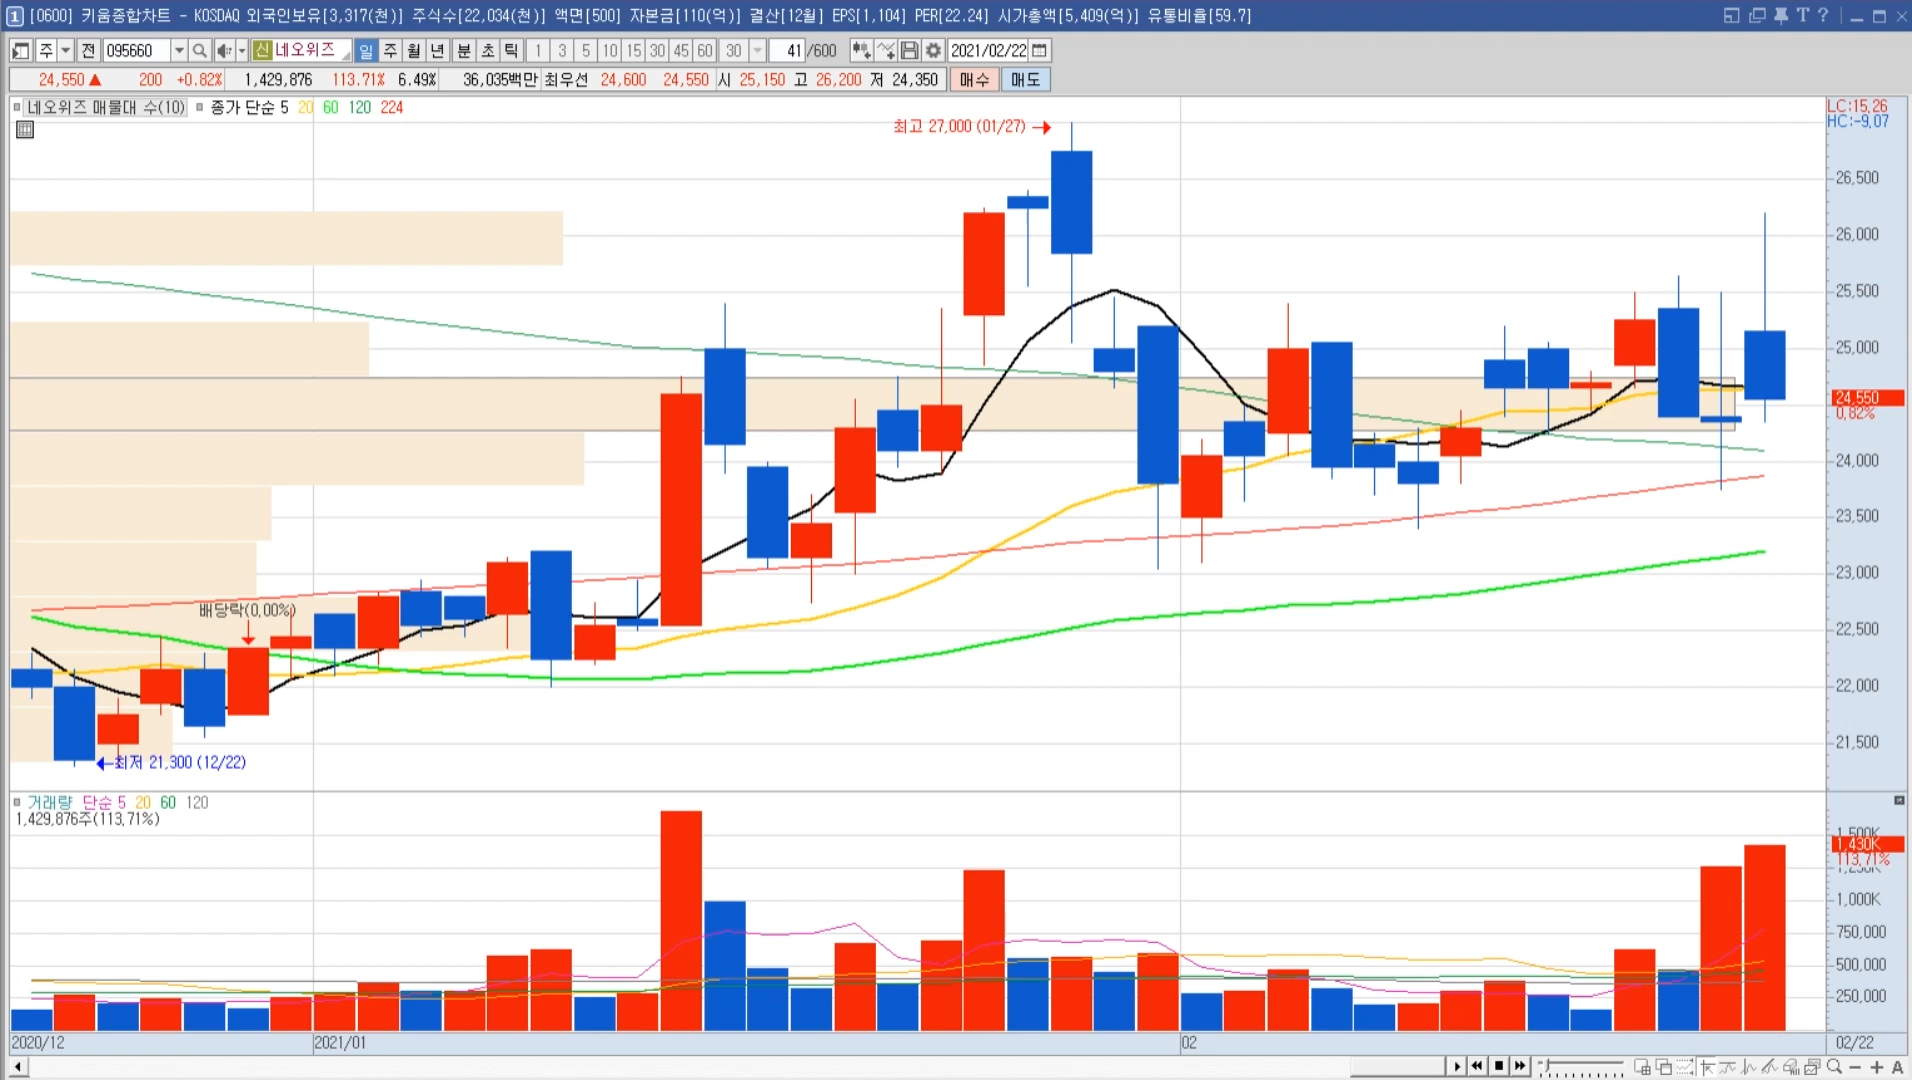 1 [0600] 키움종합차트 - KOSDAQ 외국인보유[3,317(천)] 주식수[22,034(천)] 액면[500] 자본금[110(억)] 결산[12월] EPS[1,104] PER[22.24] 시가총액[5,409(억)] 유통비율[59.7] T ?
주 전 095660 신 네오위즈 일 주 월 년 분 초 틱 1 3 5 10 15 30 45 60 30 41 /600 2021/02/22
24,550 ▲ 200 +0.82% 1,429,876 113.71% 6.49% 36,035백만 최우선 24,600 24,550 시 25,150 고 26,200 저 24,350 매수 매도
네오위즈 매물대 수(10) 종가 단순 5 20 60 120 224
LC:15,26
HC:-9,07
최고 27,000 (01/27) →
26,500
26,000
25,500
25,000
24,550
0,82%
24,000
23,500
23,000
배당락(0,00%)
22,500
22,000
21,500
←최저 21,300 (12/22)
거래량 단순 5 20 60 120
1,429,876주(113,71%)
1,500K
1,430K
113,71%
1,250K
1,000K
750,000
500,000
250,000
2020/12 2021/01 02 02/22
A